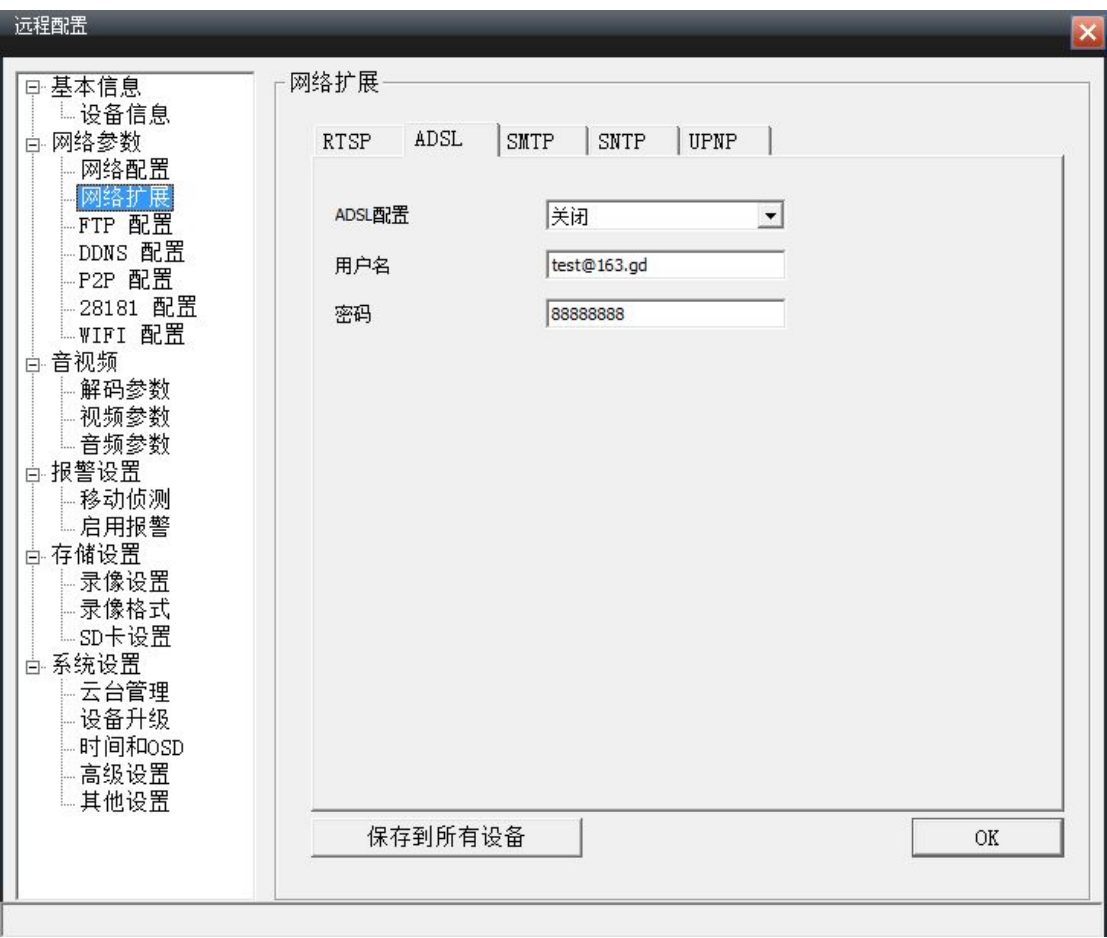 远程配置
基本信息
设备信息
网络参数
网络配置
网络扩展
FTP 配置
DDNS 配置
P2P 配置
28181 配置
WIFI 配置
音视频
解码参数
视频参数
音频参数
报警设置
移动侦测
启用报警
存储设置
录像设置
录像格式
SD卡设置
系统设置
云台管理
设备升级
时间和OSD
高级设置
其他设置
网络扩展
RTSP ADSL SMTP SNTP UPNP
ADSL配置 关闭
用户名 test@163.gd
密码 88888888
保存到所有设备 OK